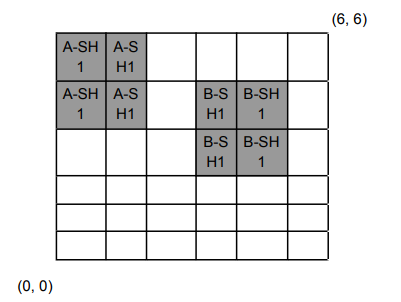 (6, 6)
A-SH
1
A-S
H1
A-SH
1
A-S
H1
B-S
H1
B-SH
1
B-S
H1
B-SH
1
(0, 0)